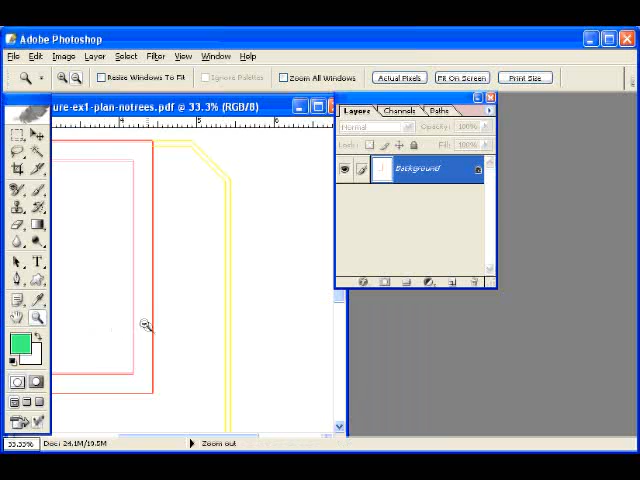 Adobe Photoshop
File Edit Image Layer Select Filter View Window Help
Resize Windows To Fit Ignore Palettes Zoom All Windows Actual Pixels Fit On Screen Print Size
ure-ex1-plan-notrees.pdf @ 33.3% (RGB/8)
4 5 6
Layers Channels Paths
Normal Opacity: 100%
Lock: Fill: 100%
Background
33.33% Doc: 24.1M/19.5M Zoom out